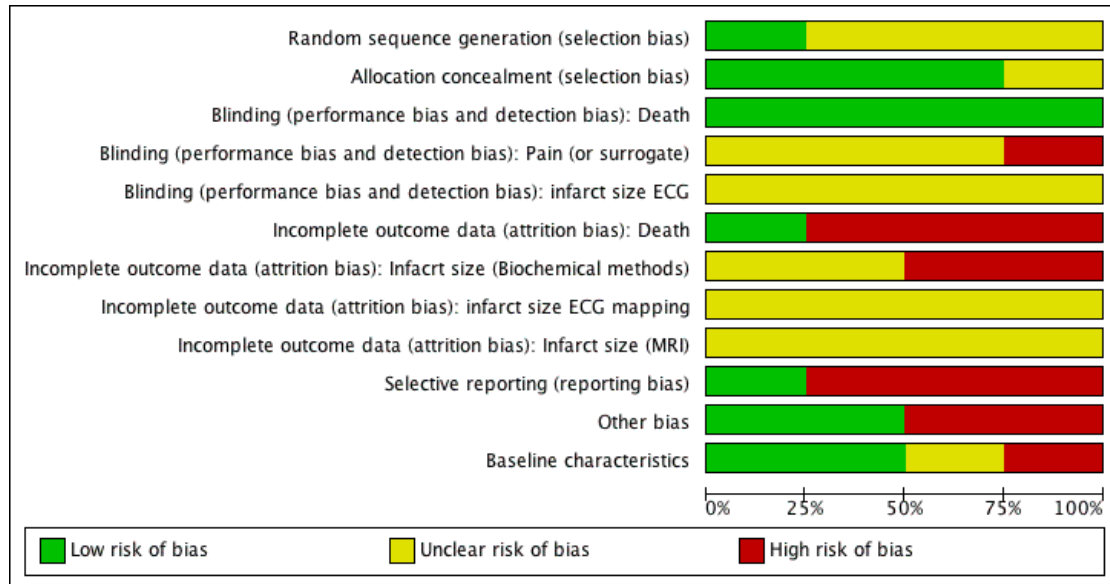 Random sequence generation (selection bias)
Allocation concealment (selection bias)
Blinding (performance bias and detection bias): Death
Blinding (performance bias and detection bias): Pain (or surrogate)
Blinding (performance bias and detection bias): infarct size ECG
Incomplete outcome data (attrition bias): Death
Incomplete outcome data (attrition bias): Infacrt size (Biochemical methods)
Incomplete outcome data (attrition bias): infarct size ECG mapping
Incomplete outcome data (attrition bias): Infarct size (MRI)
Selective reporting (reporting bias)
Other bias
Baseline characteristics
0% 25% 50% 75% 100%
Low risk of bias Unclear risk of bias High risk of bias